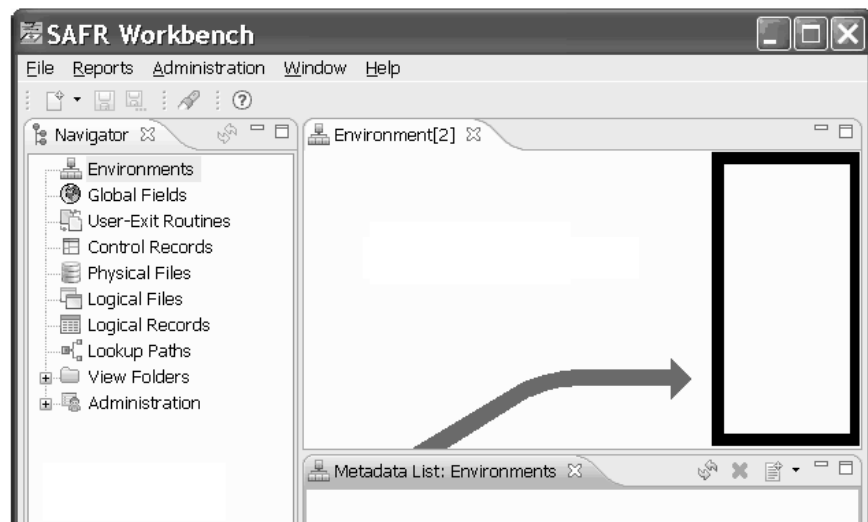 SAFR Workbench
File Reports Administration Window Help
Navigator
Environments
Global Fields
User-Exit Routines
Control Records
Physical Files
Logical Files
Logical Records
Lookup Paths
View Folders
Administration
Environment[2]
Metadata List: Environments